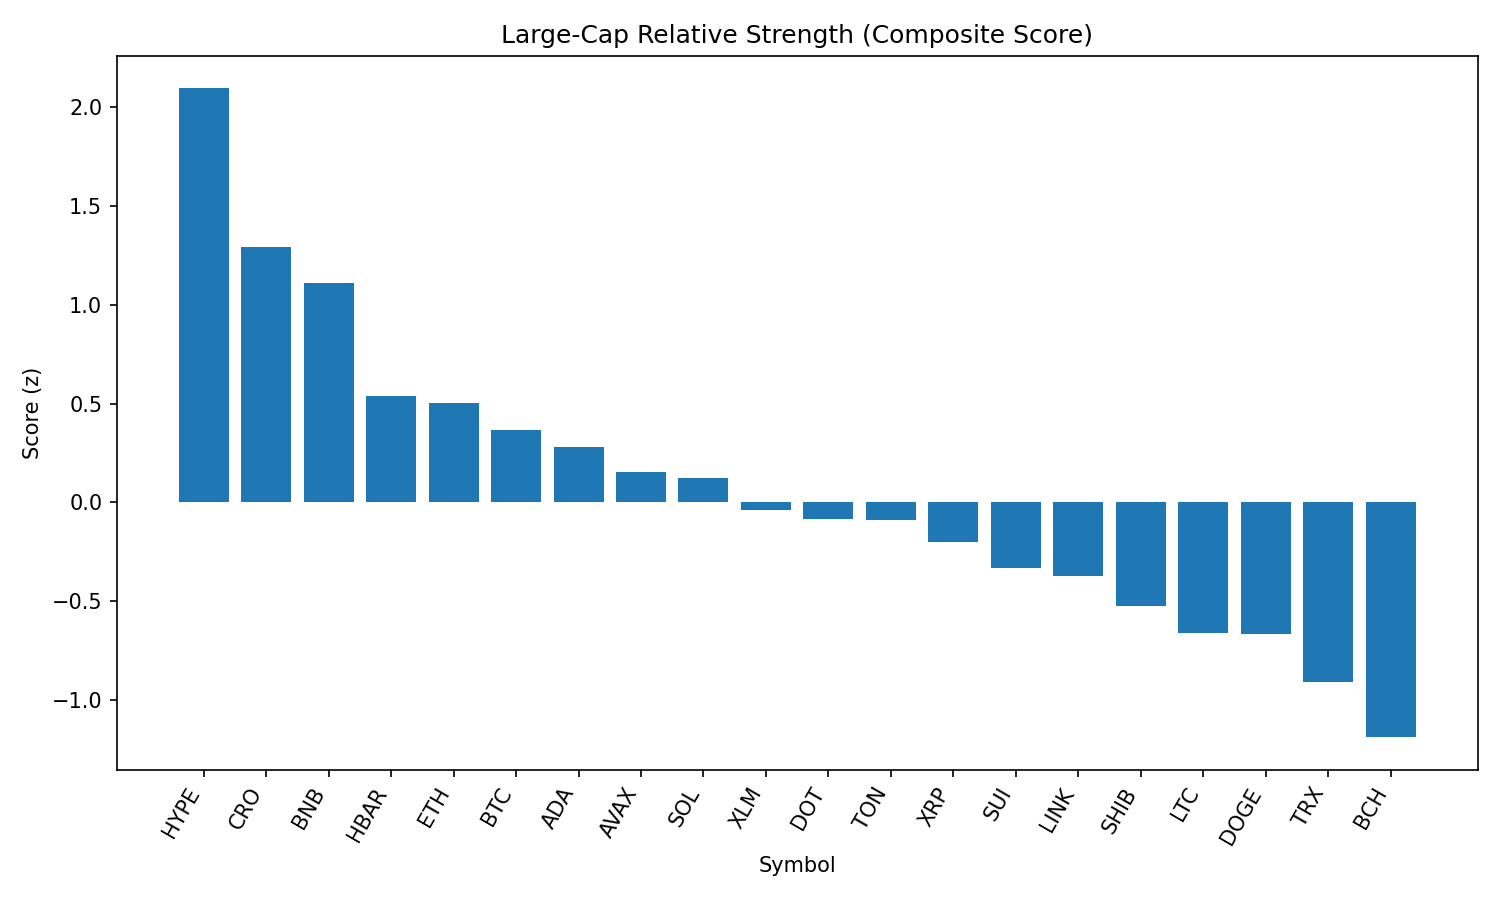 Large-Cap Relative Strength (Composite Score)
Score (z)
2.0
1.5
1.0
0.5
0.0
−0.5
−1.0
HYPE
CRO
BNB
HBAR
ETH
BTC
ADA
AVAX
SOL
XLM
DOT
TON
XRP
SUI
LINK
SHIB
LTC
DOGE
TRX
BCH
Symbol